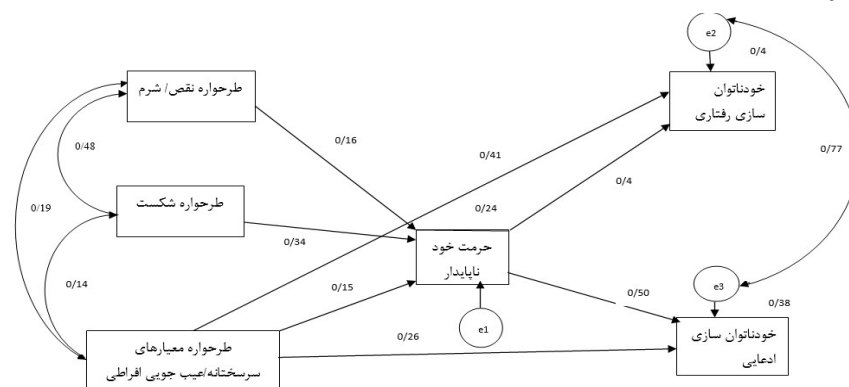 e2
0/4
خودناتوان
سازی رفتاری
طرحواره نقص/ شرم
0/48
0/16
0/41
0/77
0/4
0/19
طرحواره شکست
0/24
0/34
حرمت خود
ناپایدار
0/14
0/15
0/50
e3
0/38
e1
خودناتوان سازی
ادعایی
0/26
طرحواره معیارهای
سرسختانه/عیب جویی افراطی